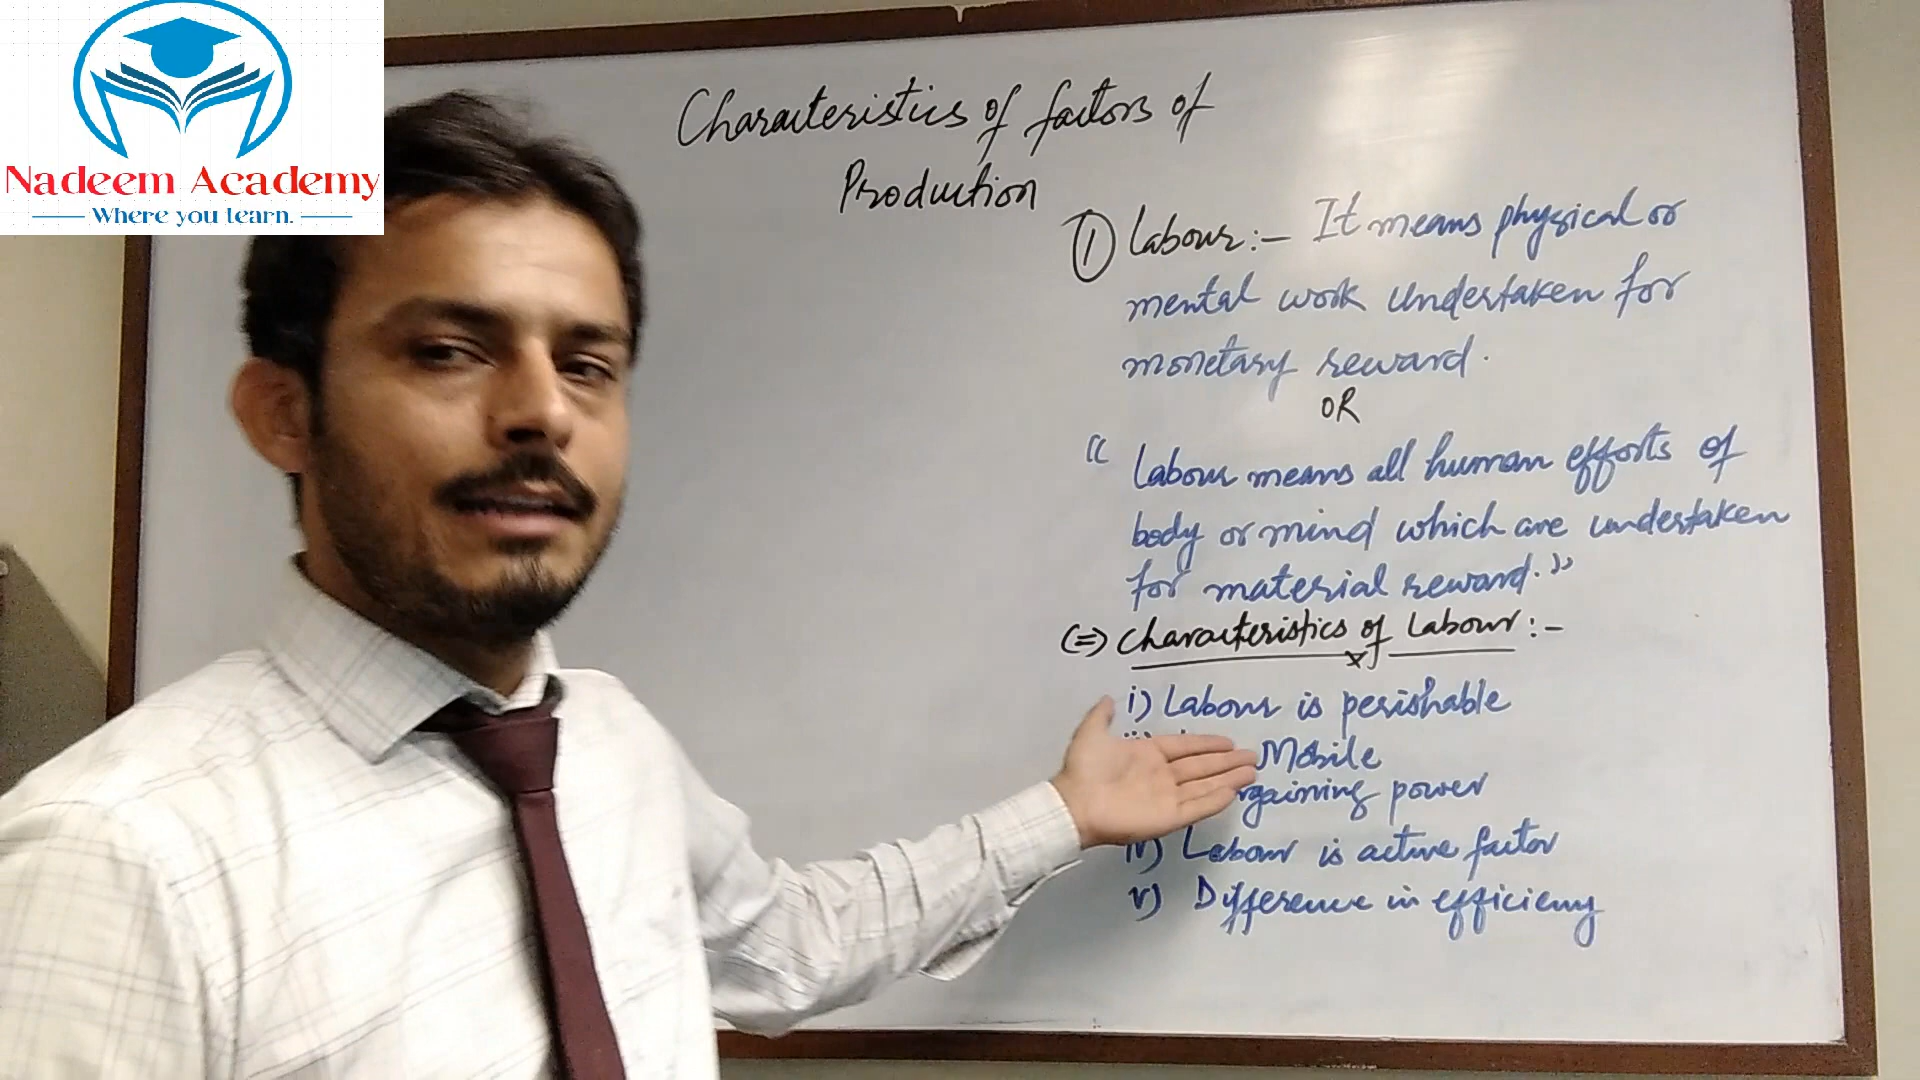 Nadeem Academy
Where you learn.
Characteristics of factors of
Production
1 Labour:- It means physical or
mental work undertaken for
monetary reward.
OR
"Labour means all human efforts of
body or mind which are undertaken
for material reward."
(=>) Characteristics of Labour:-
i) Labour is perishable
Mobile
power
iv) Labour is active factor
v) Difference in efficiency